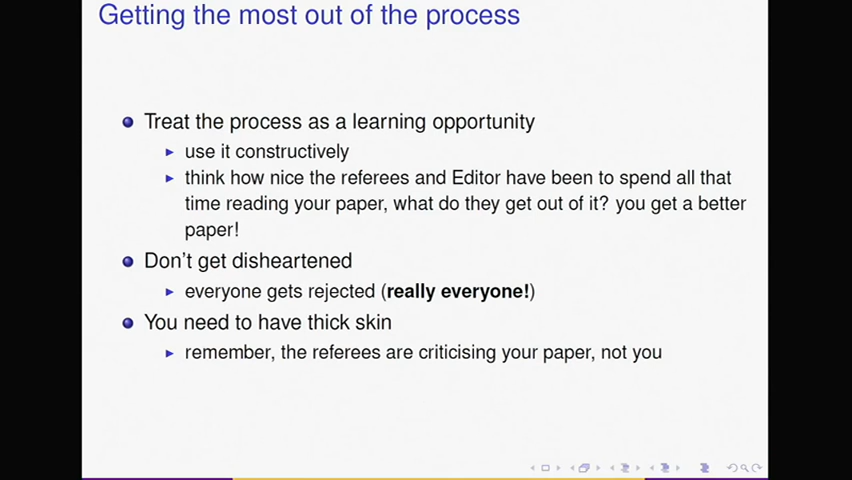 Getting the most out of the process
Treat the process as a learning opportunity
use it constructively
think how nice the referees and Editor have been to spend all that
time reading your paper, what do they get out of it? you get a better
paper!
Don't get disheartened
everyone gets rejected (really everyone!)
You need to have thick skin
remember, the referees are criticising your paper, not you